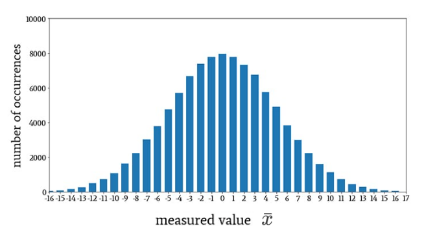 number of occurrences
10000
8000
6000
4000
2000
0
-16 -15 -14 -13 -12 -11 -10 -9 -8 -7 -6 -5 -4 -3 -2 -1 0 1 2 3 4 5 6 7 8 9 10 11 12 13 14 15 16 17
measured value x̄